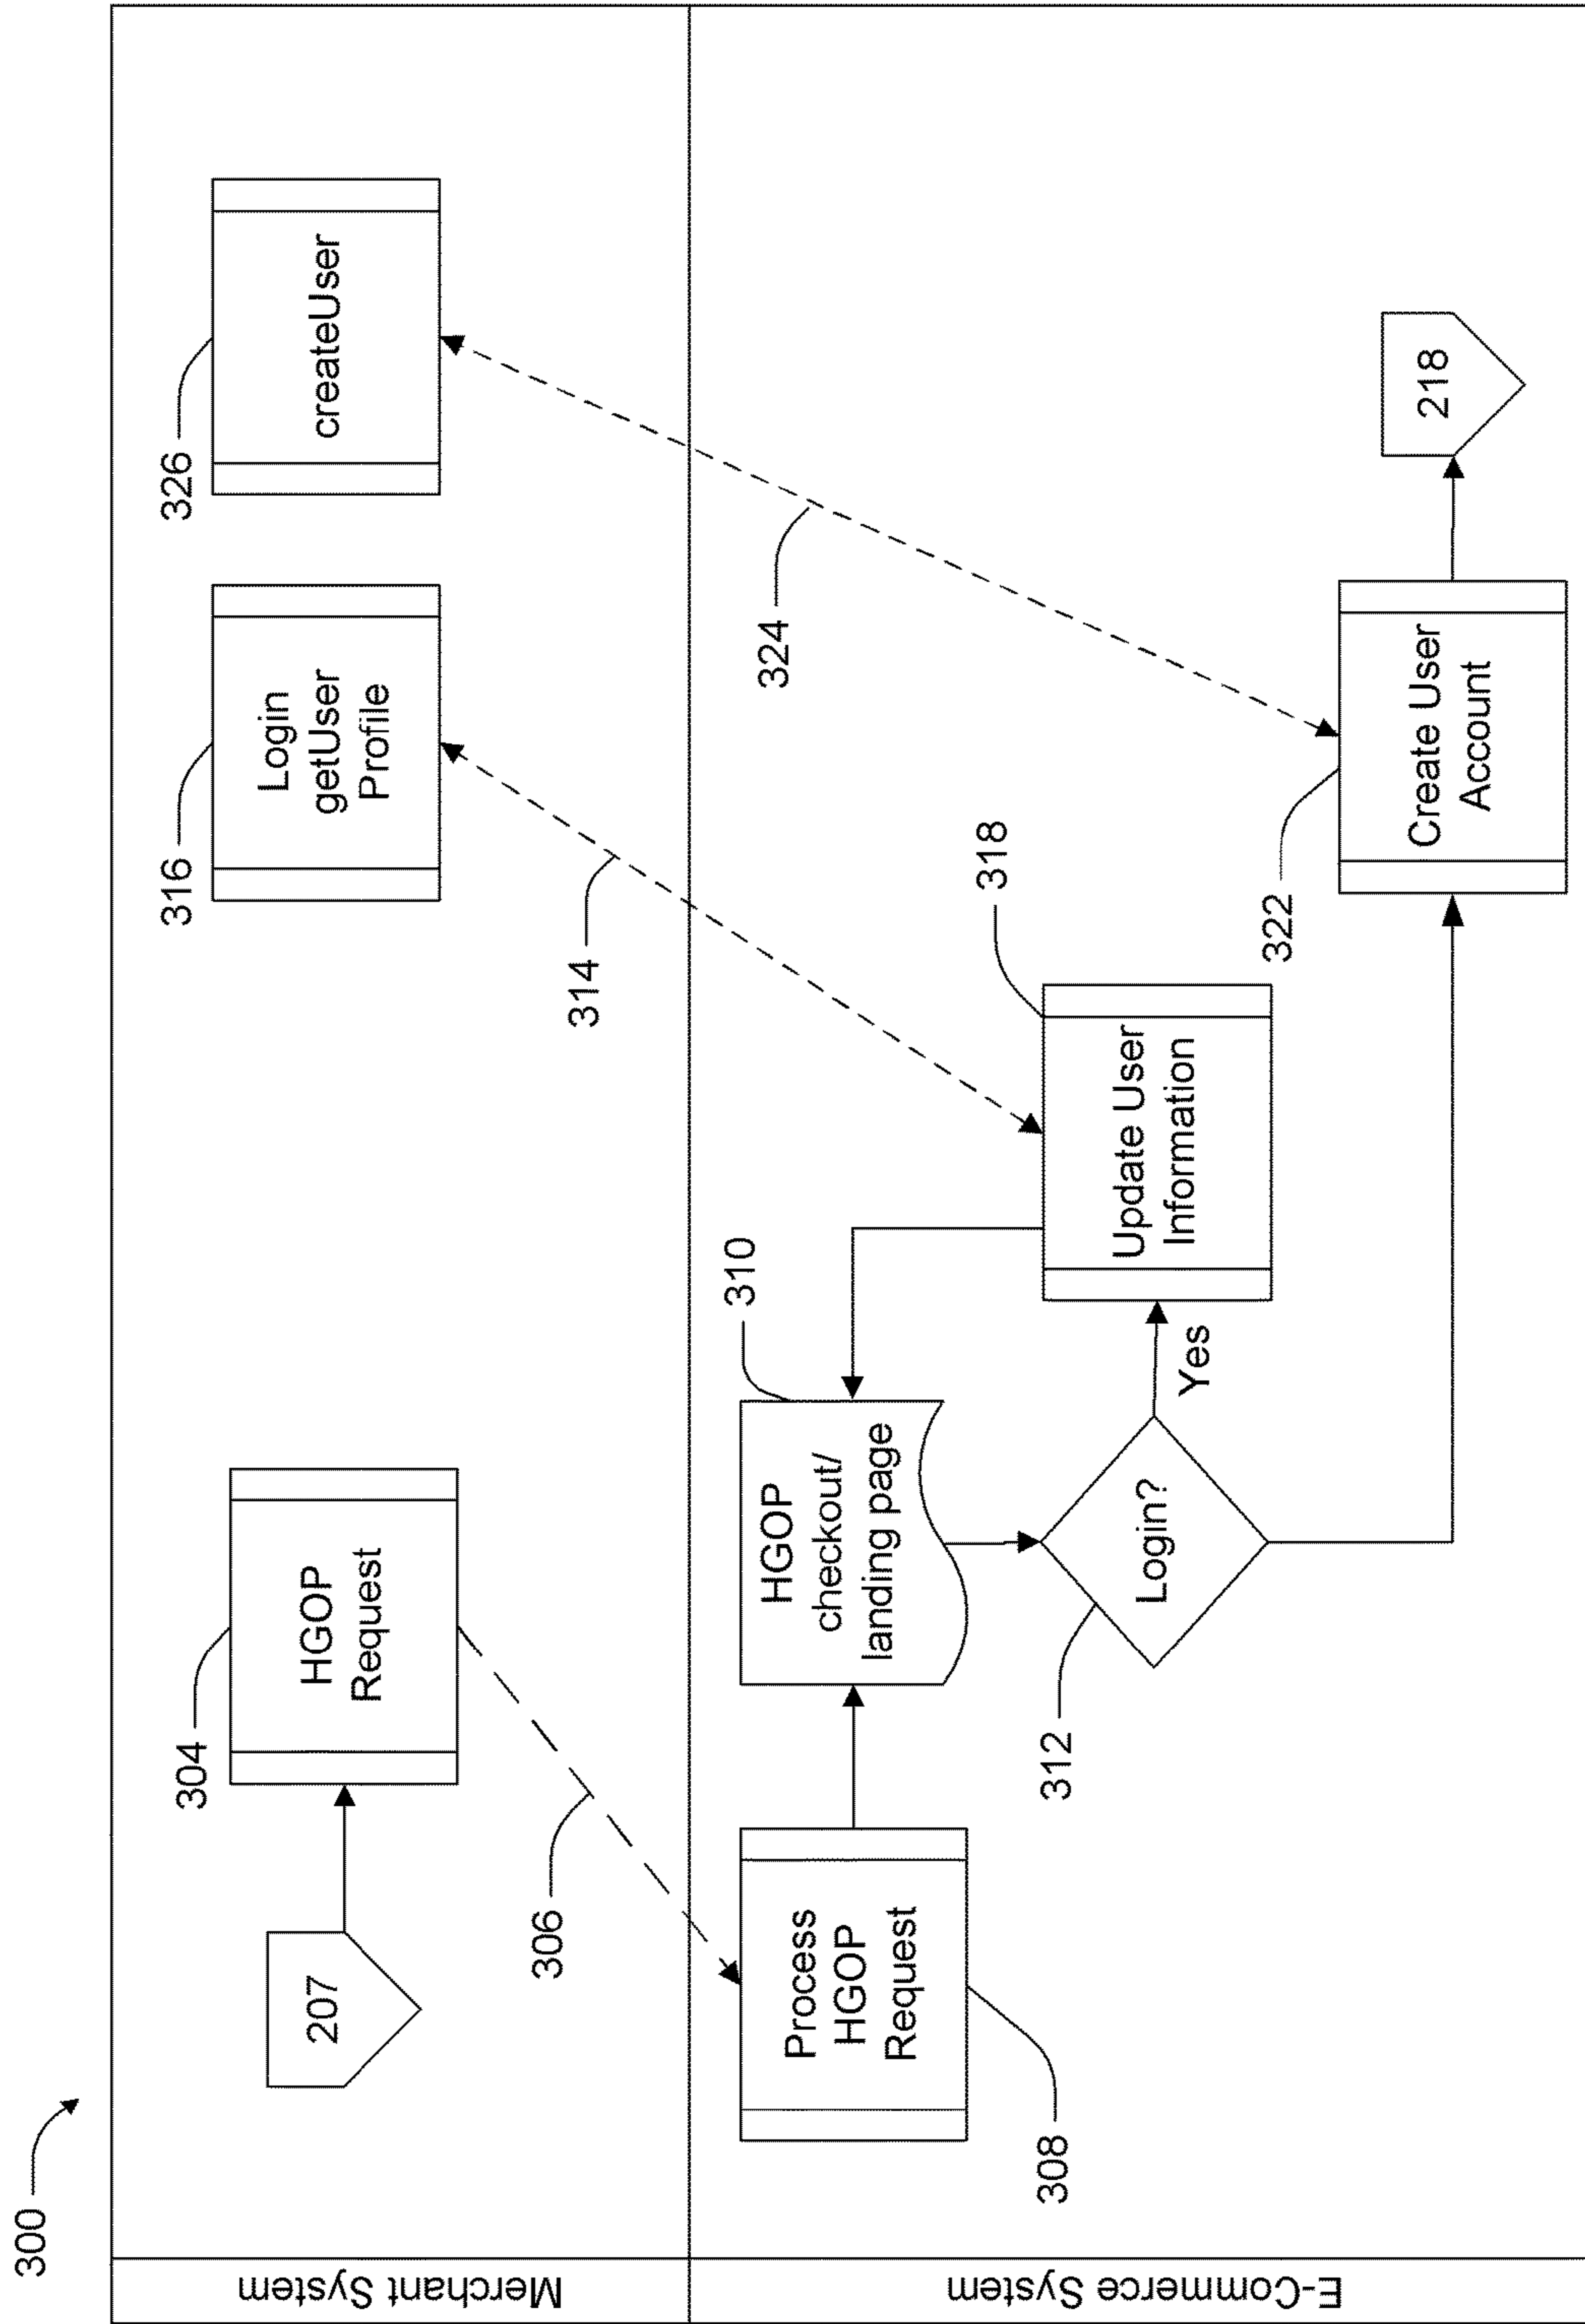 300
Merchant System
207
304
HGOP
Request
306
316
Login
getUser
Profile
314
326
createUser
324
E-Commerce System
Process
HGOP
Request
308
310
HGOP
checkout/
landing page
312
Login?
Yes
318
Update User
Information
322
Create User
Account
218